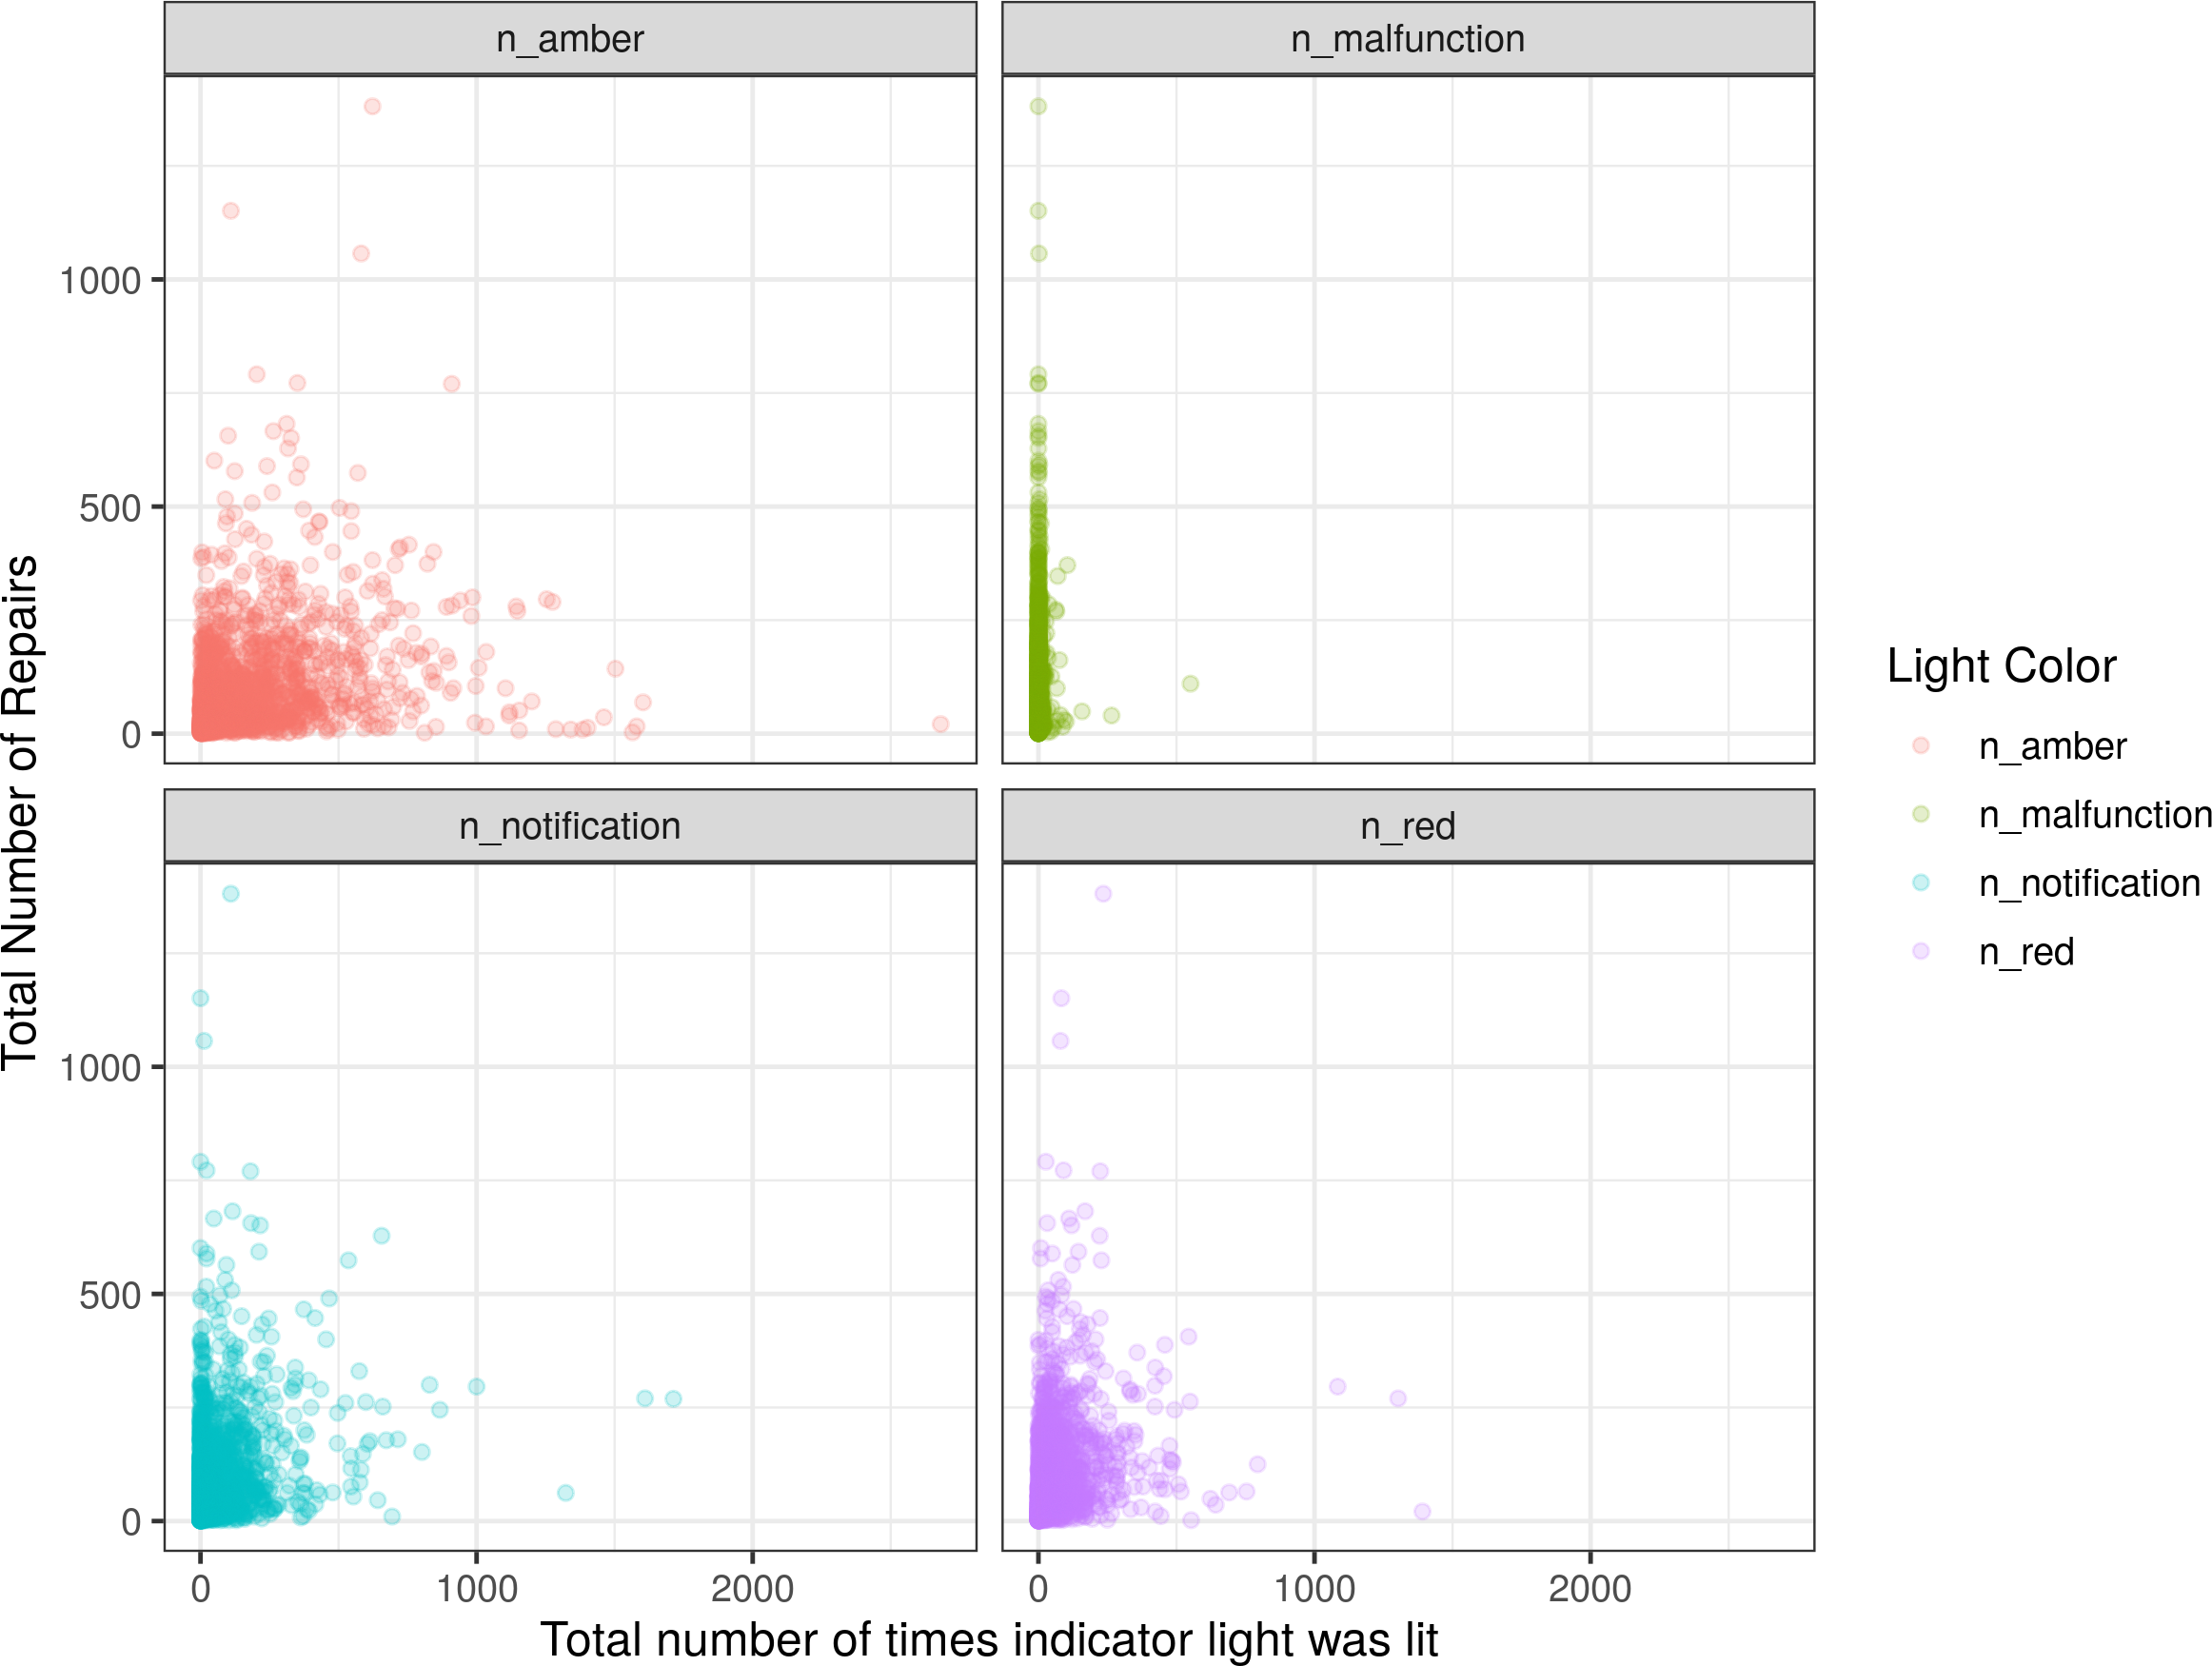 n_amber
n_malfunction
1000
500
0
n_notification
n_red
1000
500
0
0
1000
2000
0
1000
2000
Total number of times indicator light was lit
Total Number of Repairs
Light Color
n_amber
n_malfunction
n_notification
n_red